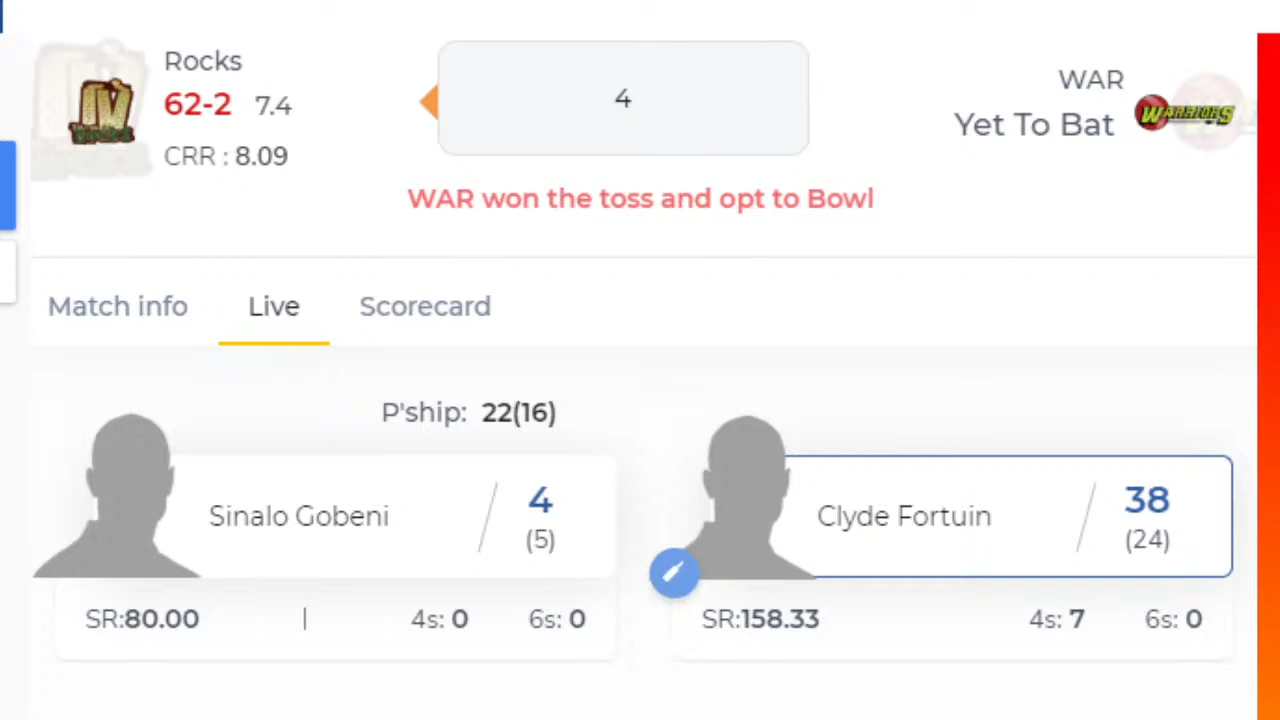 Rocks
62-2 7.4
CRR : 8.09
4
WAR
Yet To Bat
WARRIORS
WAR won the toss and opt to Bowl
Match info Live Scorecard
P'ship: 22(16)
Sinalo Gobeni 4
(5)
SR:80.00 | 4s: 0 6s: 0
Clyde Fortuin 38
(24)
SR:158.33 4s: 7 6s: 0